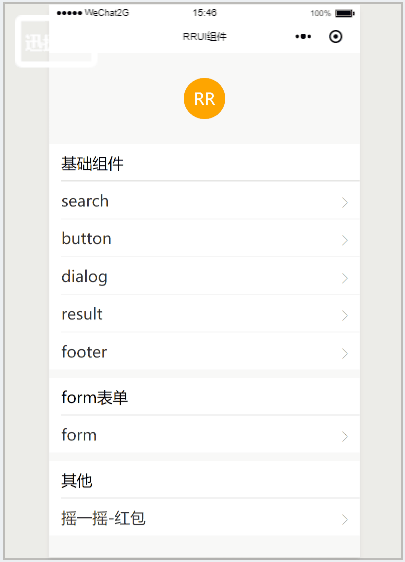 WeChat2G 15:46 100%
RRUI组件
RR
基础组件
search
button
dialog
result
footer
form表单
form
其他
摇一摇-红包